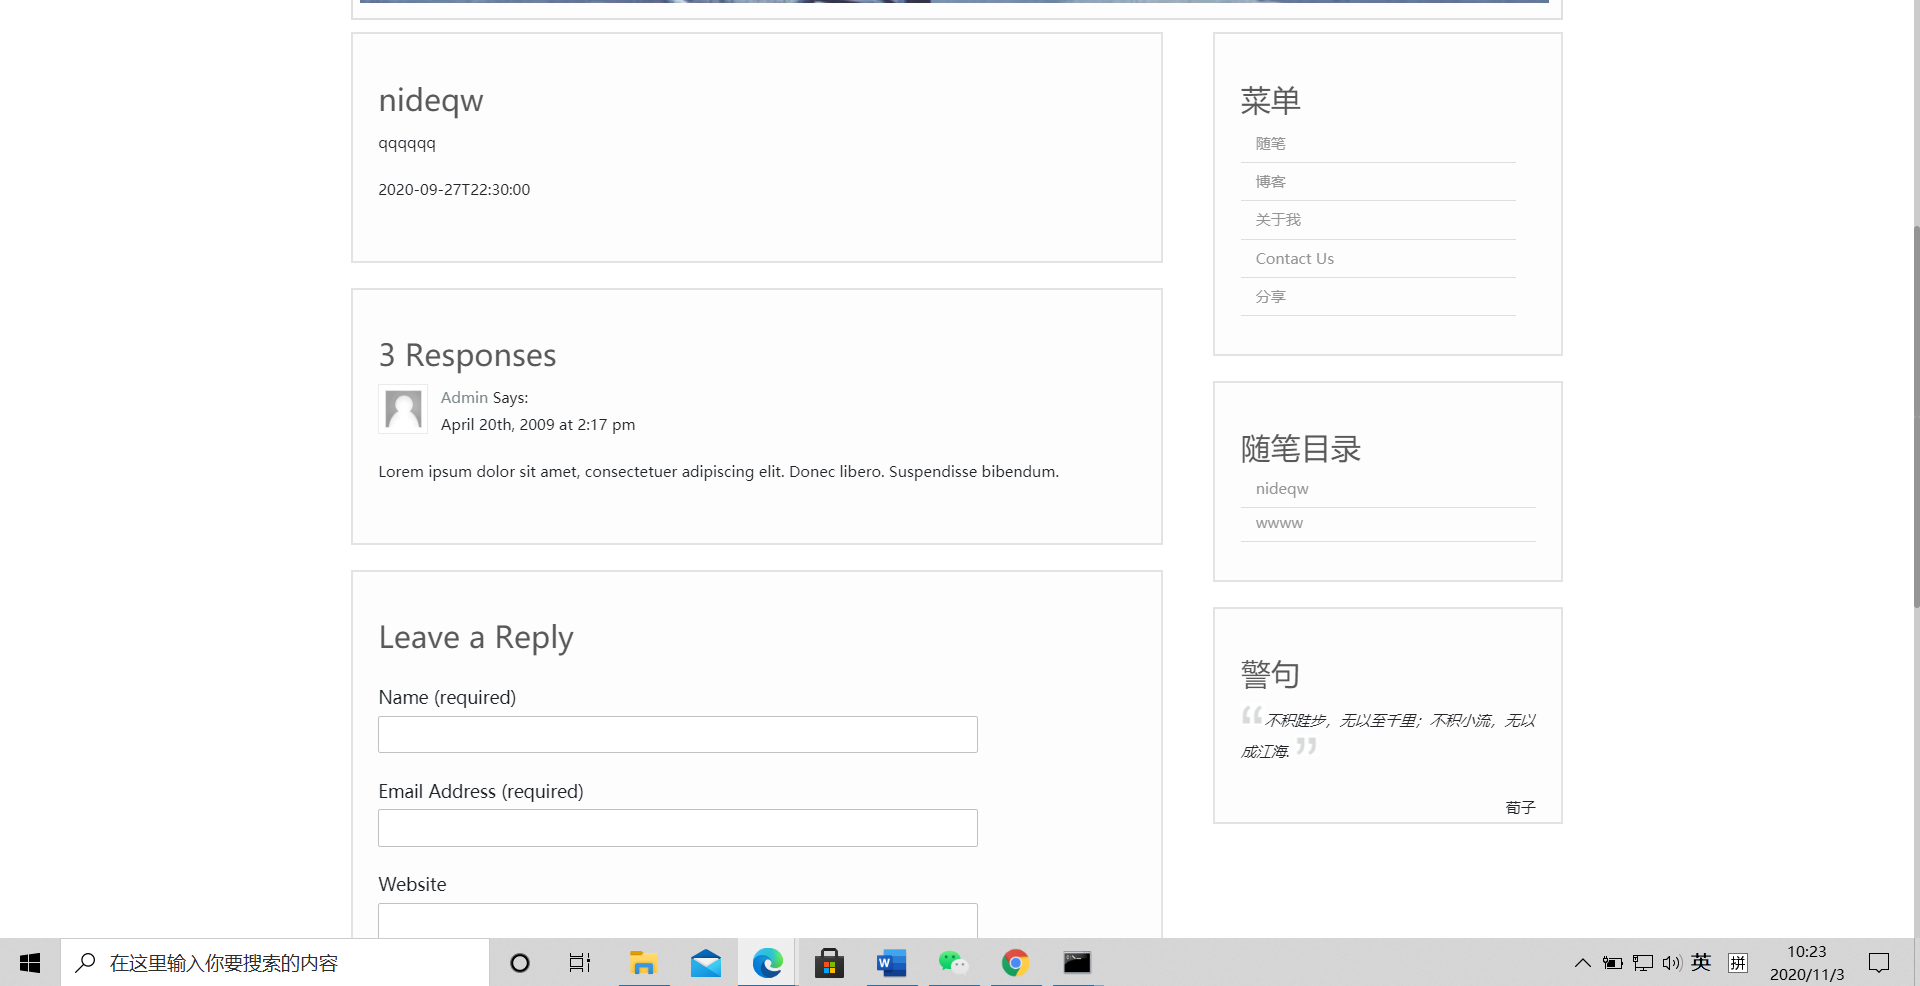 nideqw
qqqqqq
2020-09-27T22:30:00
3 Responses
Admin Says:
April 20th, 2009 at 2:17 pm
Lorem ipsum dolor sit amet, consectetuer adipiscing elit. Donec libero. Suspendisse bibendum.
Leave a Reply
Name (required)
Email Address (required)
Website
菜单
随笔
博客
关于我
Contact Us
分享
随笔目录
nideqw
wwww
警句
“不积跬步，无以至千里；不积小流，无以
成江海. ”
荀子
在这里输入你要搜索的内容
英
拼
10:23
2020/11/3